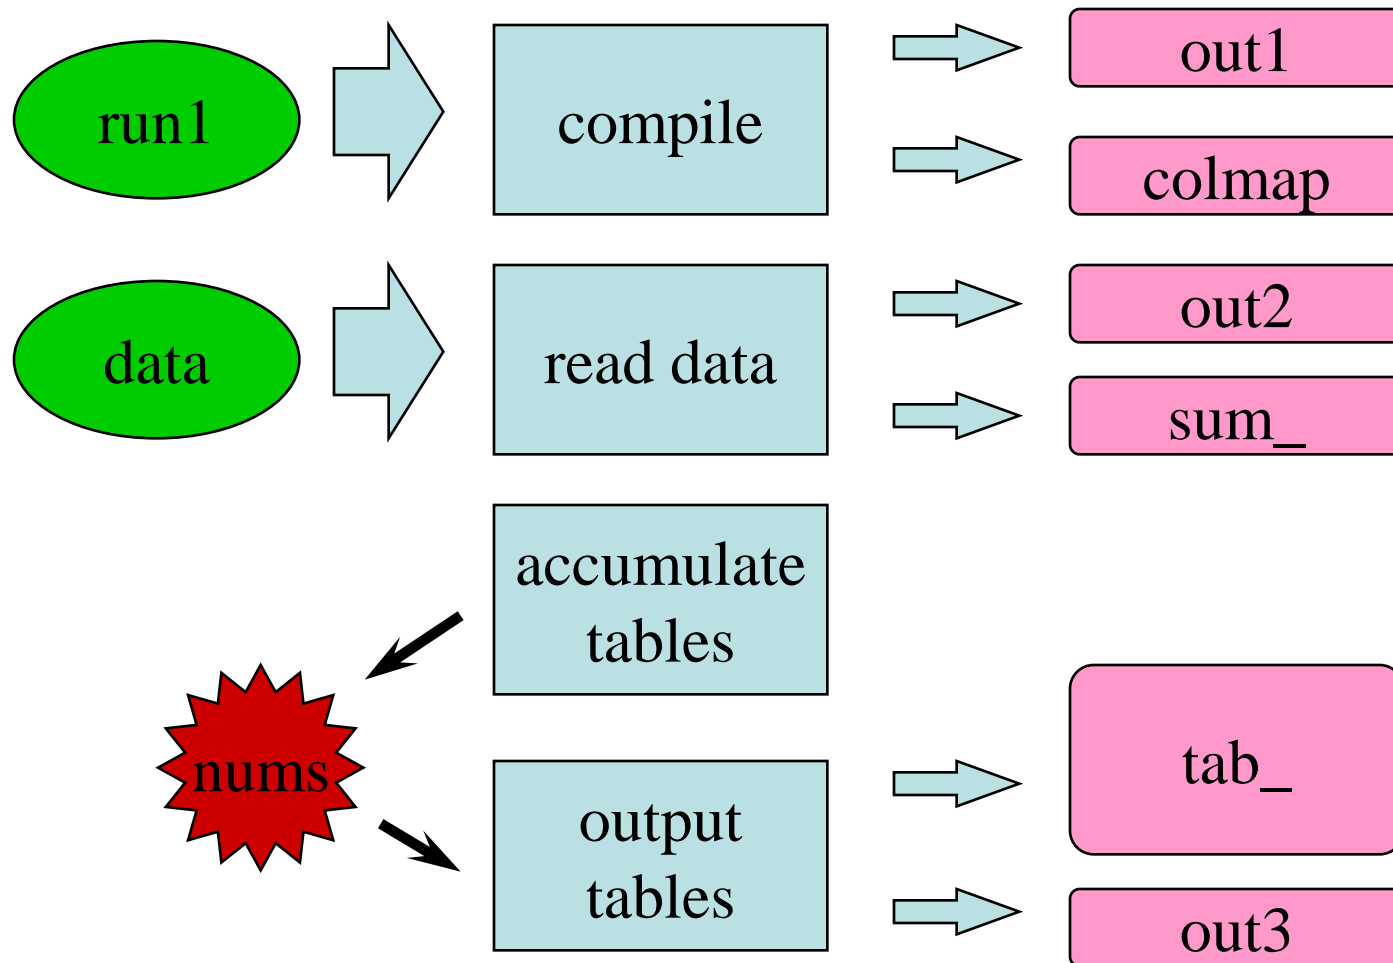 run1
compile
out1
colmap
data
read data
out2
sum_
accumulate
tables
nums
output
tables
tab_
out3